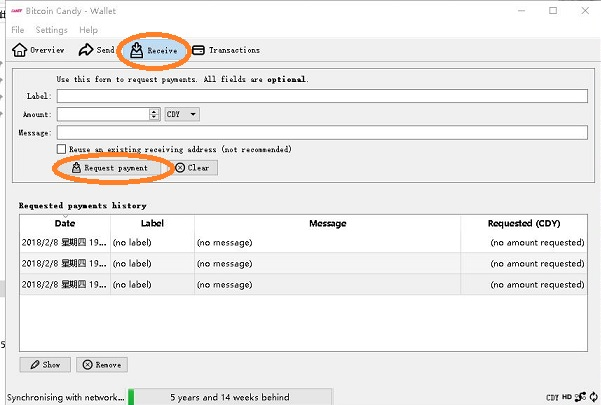 Bitcoin Candy - Wallet
File Settings Help
Overview Send Receive Transactions
Use this form to request payments. All fields are optional.
Label:
Amount: CDY
Message:
Reuse an existing receiving address (not recommended)
Request payment Clear
Requested payments history
Date Label Message Requested (CDY)
2018/2/8 星期四 19... (no label) (no message) (no amount requested)
2018/2/8 星期四 19... (no label) (no message) (no amount requested)
2018/2/8 星期四 19... (no label) (no message) (no amount requested)
Show Remove
Synchronising with network... 5 years and 14 weeks behind CDY HD